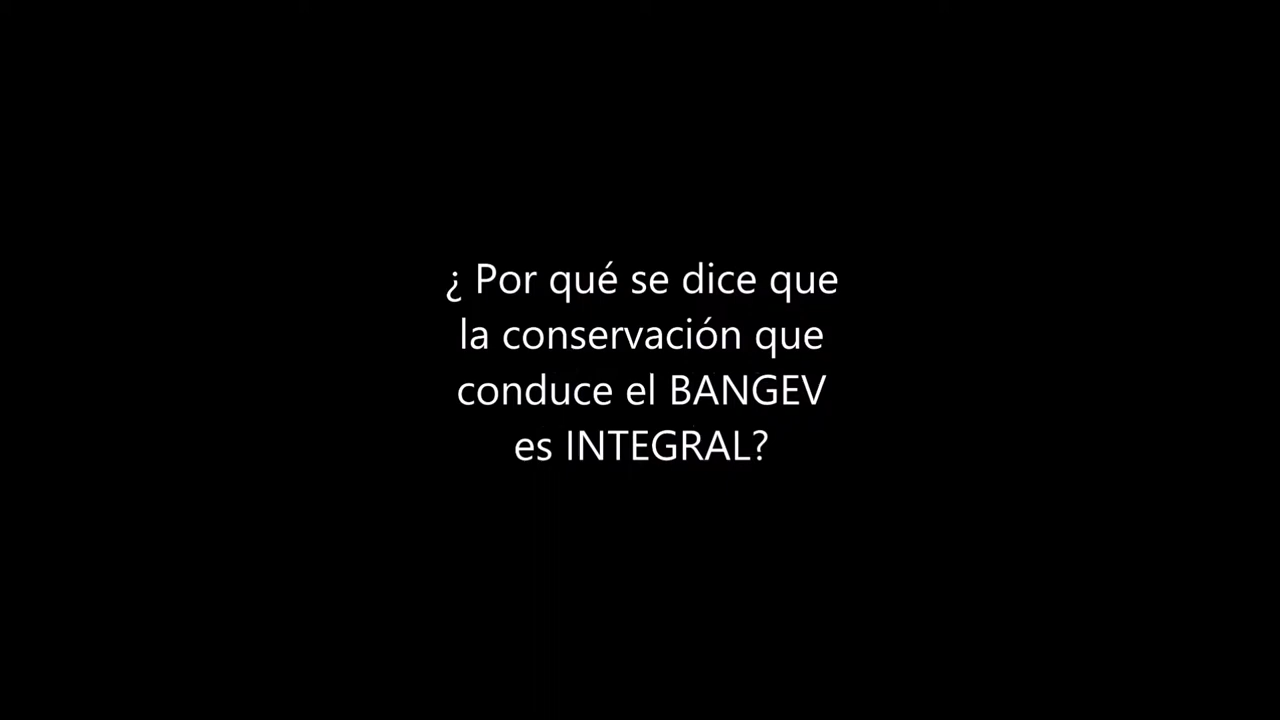 ¿ Por qué se dice que
la conservación que
conduce el BANGEV
es INTEGRAL?